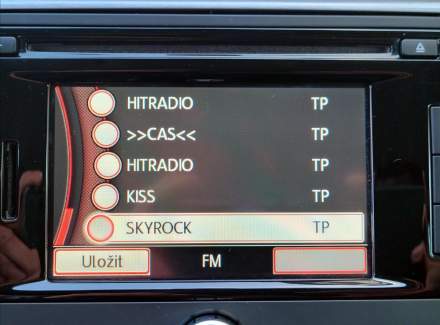 HITRADIO TP
>>CAS<< TP
HITRADIO TP
KISS TP
SKYROCK TP
Uložit FM